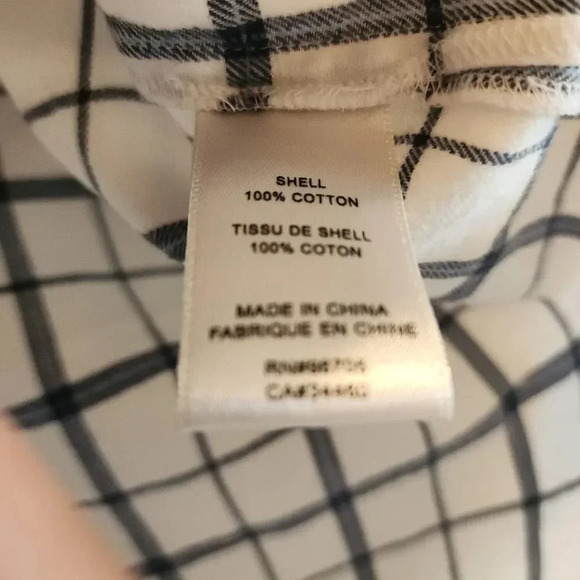 SHELL
100% COTTON
TISSU DE SHELL
100% COTON
MADE IN CHINA
FABRIQUE EN CHINE